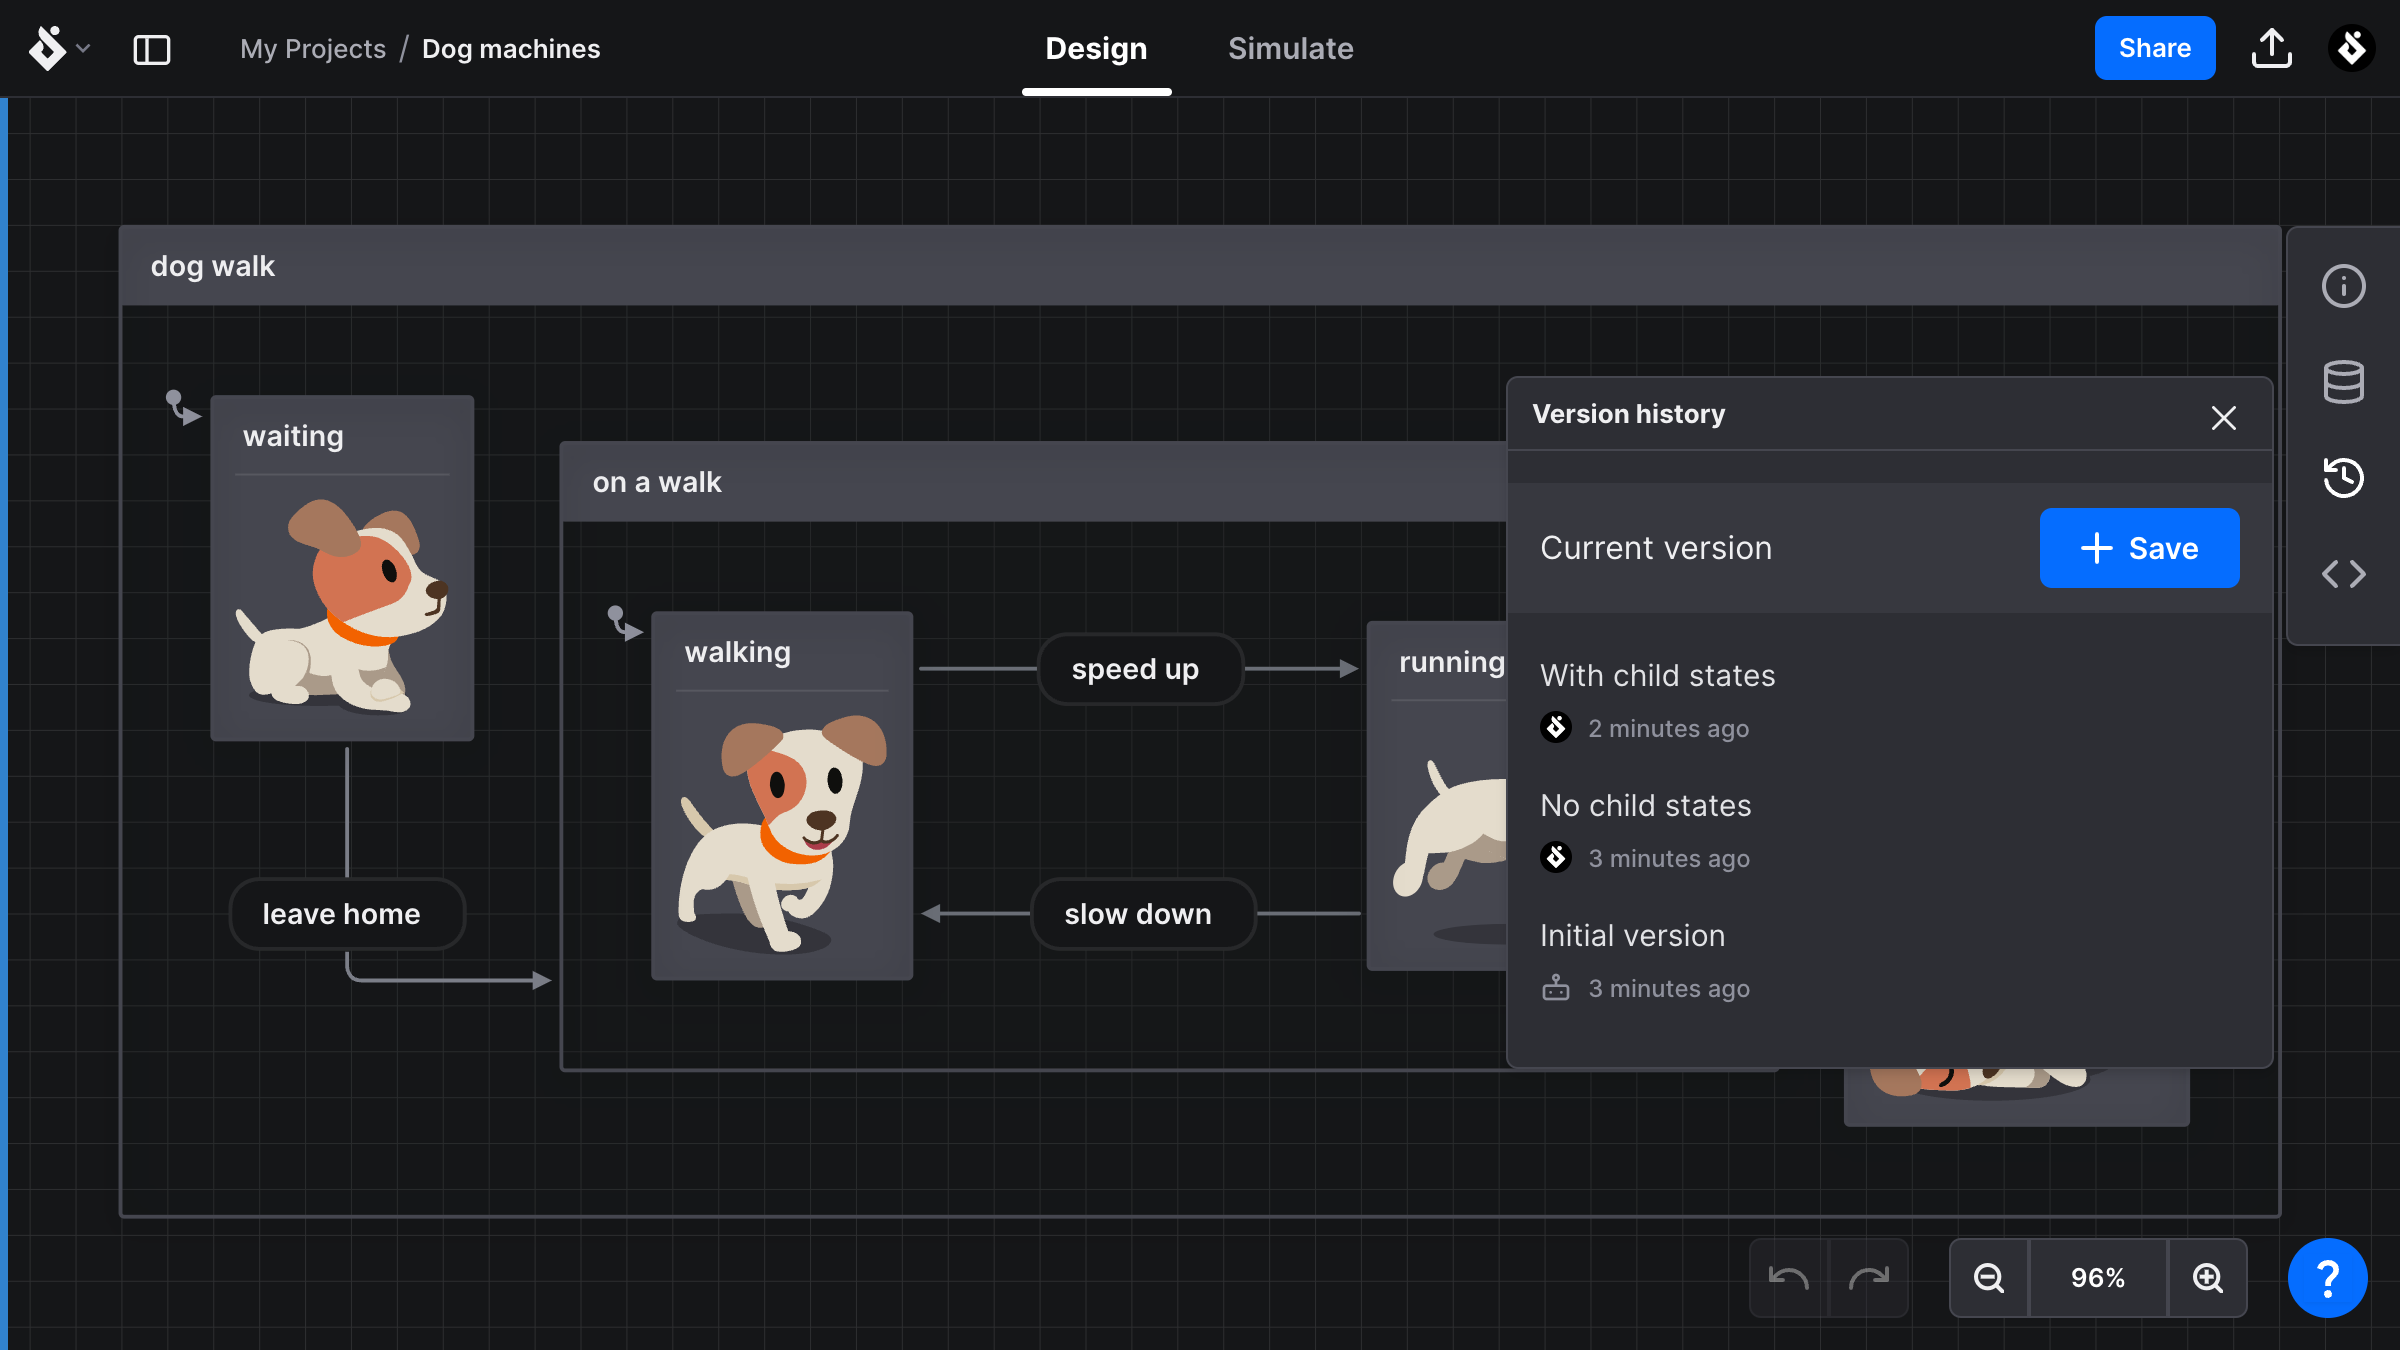 My Projects / Dog machines
Design
Simulate
Share
dog walk
waiting
on a walk
walking
speed up
running
leave home
slow down
Version history
Current version
Save
With child states
2 minutes ago
No child states
3 minutes ago
Initial version
3 minutes ago
96%
?